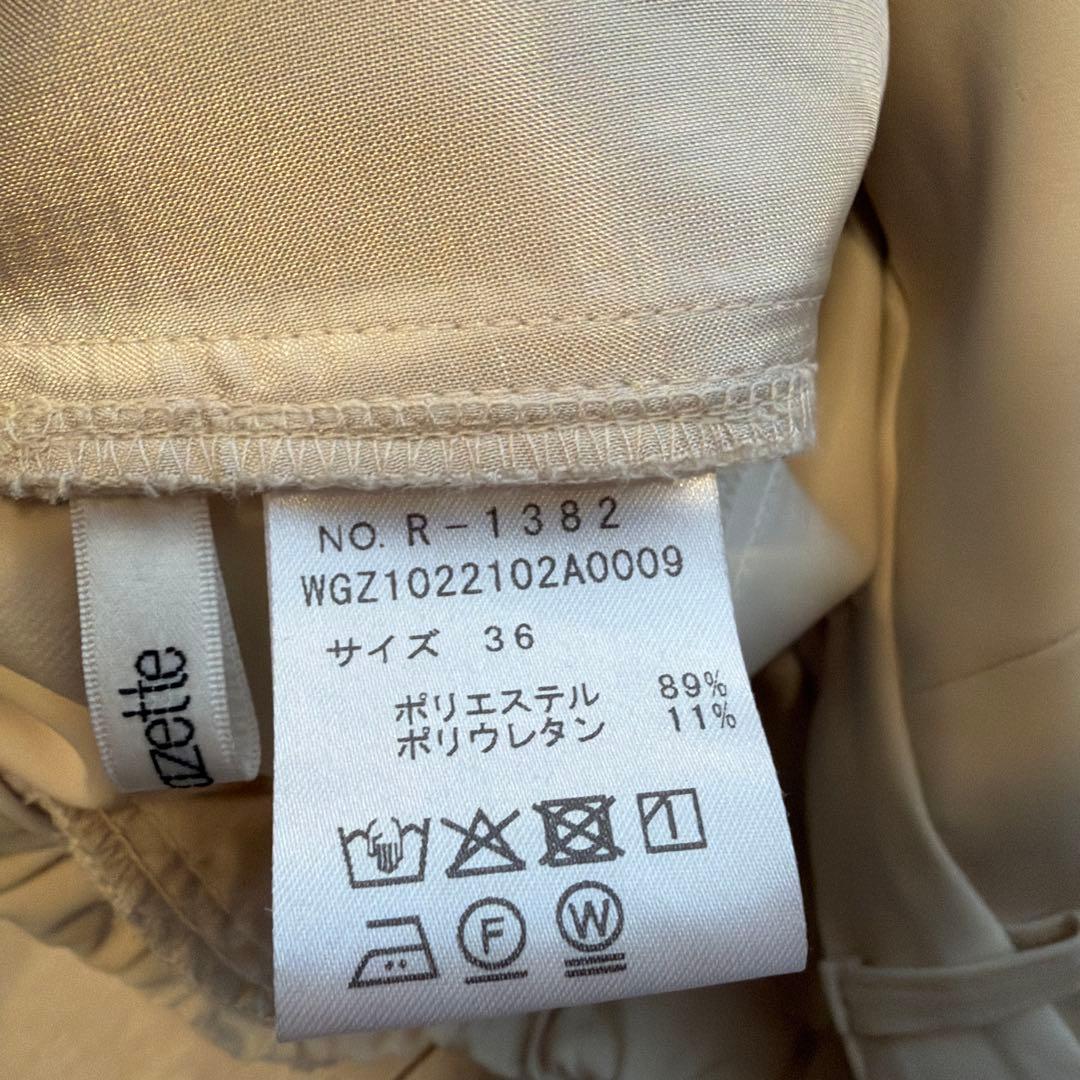 NO. R-1382
WGZ1022102A0009
サイズ 36
ポリエステル 89%
ポリウレタン 11%
F
W